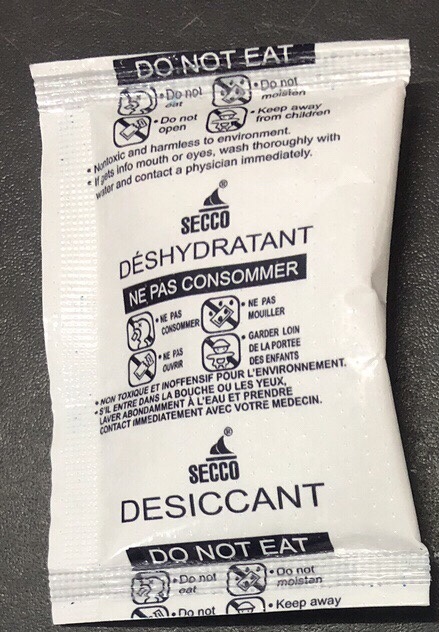 DO NOT EAT
• Do not eat
• Do not moisten
• Do not open
• Keep away from children
• Nontoxic and harmless to environment.
• If gets into mouth or eyes, wash thoroughly with
water and contact a physician immediately.
®
SECCO
DÉSHYDRATANT
NE PAS CONSOMMER
• NE PAS CONSOMMER
• NE PAS MOUILLER
• NE PAS OUVRIR
• GARDER LOIN DE LA PORTEE DES ENFANTS
• NON TOXIQUE ET INOFFENSIF POUR L'ENVIRONNEMENT.
• S'IL ENTRE DANS LA BOUCHE OU LES YEUX,
LAVER ABONDAMMENT À L'EAU ET PRENDRE
CONTACT IMMEDIATEMENT AVEC VOTRE MEDECIN.
®
SECCO
DESICCANT
DO NOT EAT
• Do not eat
• Do not moistan
• Do not
• Keep away